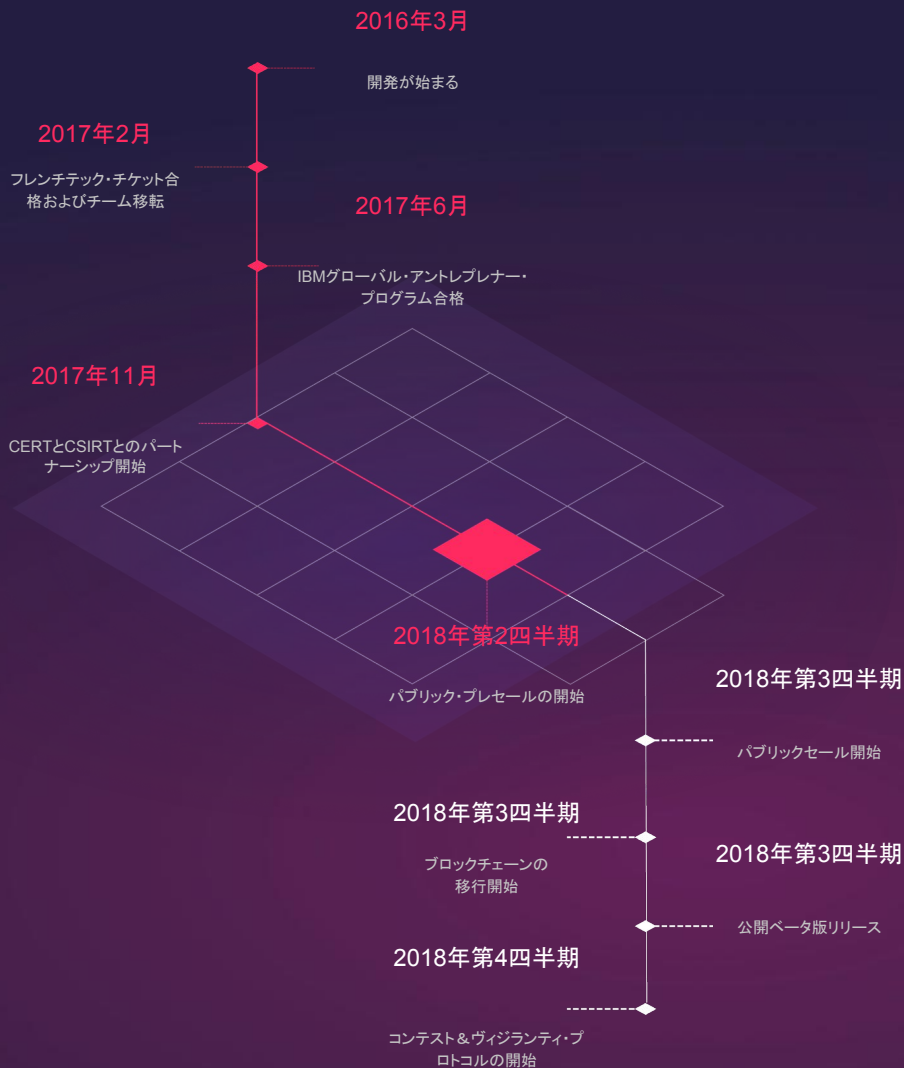 2016年3月
開発が始まる
2017年2月
フレンチテック・チケット合
格およびチーム移転
2017年6月
IBMグローバル・アントレプレナー・
プログラム合格
2017年11月
CERTとCSIRTとのパート
ナーシップ開始
2018年第2四半期
パブリック・プレセールの開始
2018年第3四半期
パブリックセール開始
2018年第3四半期
ブロックチェーンの
移行開始
2018年第3四半期
公開ベータ版リリース
2018年第4四半期
コンテスト＆ヴィジランティ・プ
ロトコルの開始